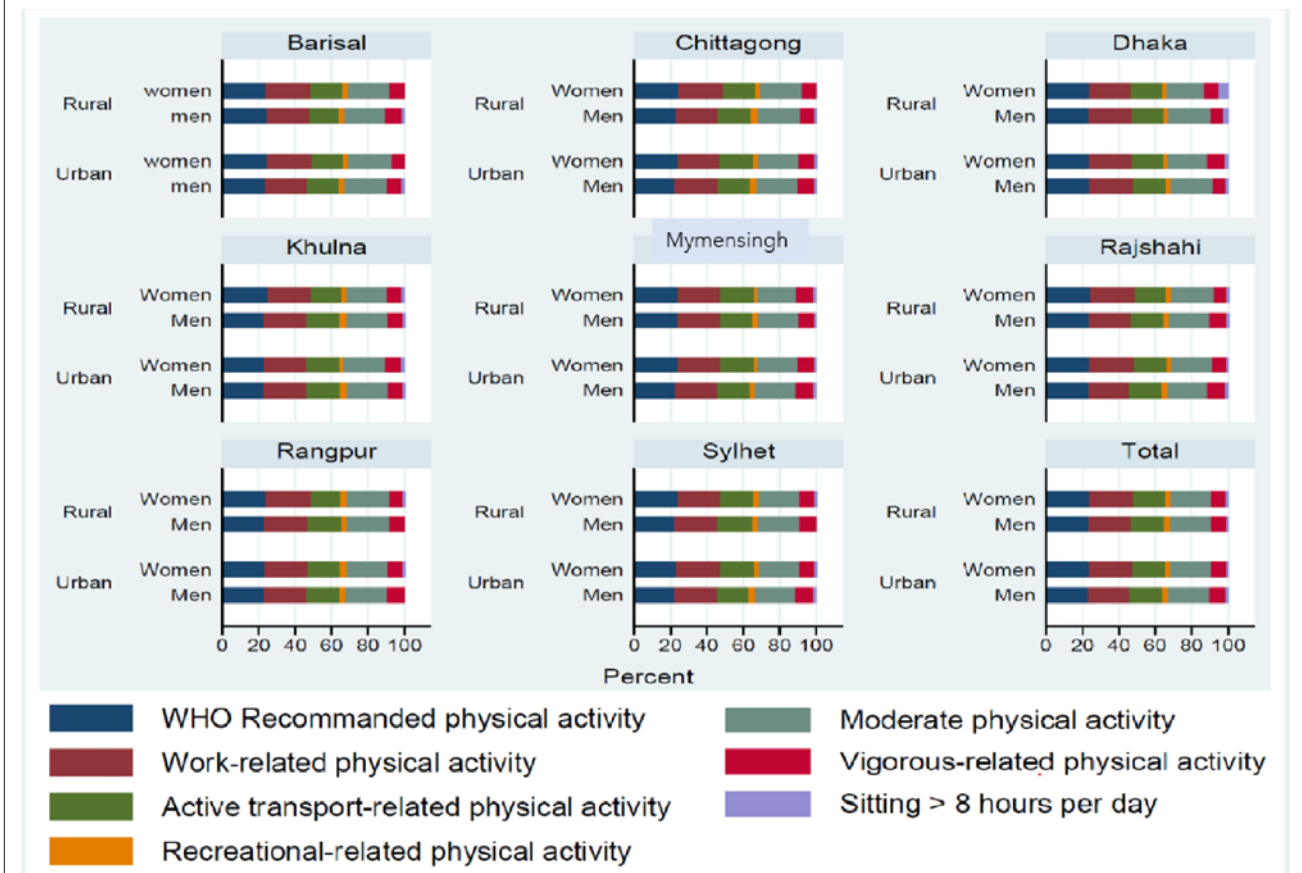 Barisal
Chittagong
Dhaka
Rural
women
men
Urban
women
men
Rural
Women
Men
Urban
Women
Men
Rural
Women
Men
Urban
Women
Men
Khulna
Mymensingh
Rajshahi
Rural
Women
Men
Urban
Women
Men
Rural
Women
Men
Urban
Women
Men
Rural
Women
Men
Urban
Women
Men
Rangpur
Sylhet
Total
Rural
Women
Men
Urban
Women
Men
Rural
Women
Men
Urban
Women
Men
Rural
Women
Men
Urban
Women
Men
0 20 40 60 80 100
0 20 40 60 80 100
0 20 40 60 80 100
Percent
WHO Recommanded physical activity
Work-related physical activity
Active transport-related physical activity
Recreational-related physical activity
Moderate physical activity
Vigorous-related physical activity
Sitting > 8 hours per day